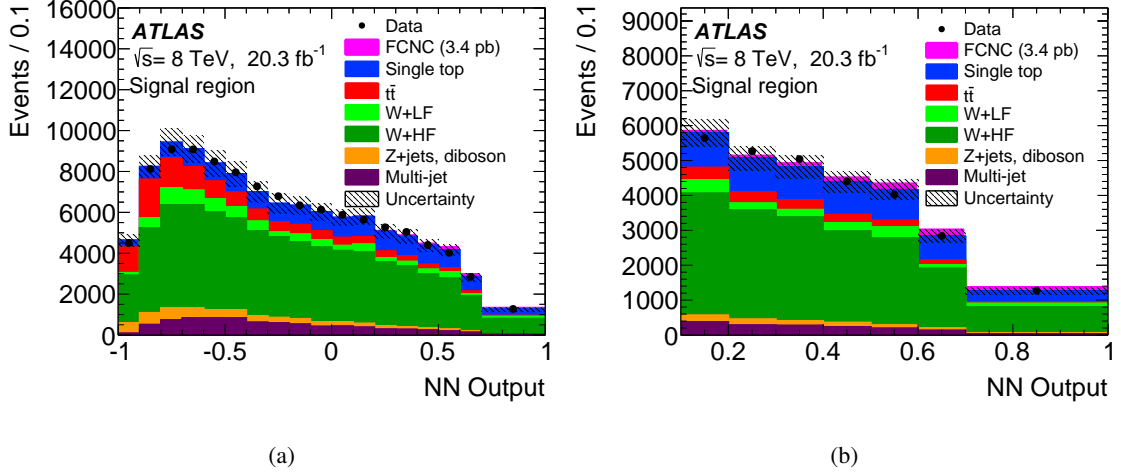 Events / 0.1
16000
14000
12000
10000
8000
6000
4000
2000
0
ATLAS
√s= 8 TeV, 20.3 fb⁻¹
Signal region
Data
FCNC (3.4 pb)
Single top
tt̄
W+LF
W+HF
Z+jets, diboson
Multi-jet
Uncertainty
-1 -0.5 0 0.5 1
NN Output
(a)
Events / 0.1
9000
8000
7000
6000
5000
4000
3000
2000
1000
0
ATLAS
√s= 8 TeV, 20.3 fb⁻¹
Signal region
Data
FCNC (3.4 pb)
Single top
tt̄
W+LF
W+HF
Z+jets, diboson
Multi-jet
Uncertainty
0.2 0.4 0.6 0.8 1
NN Output
(b)